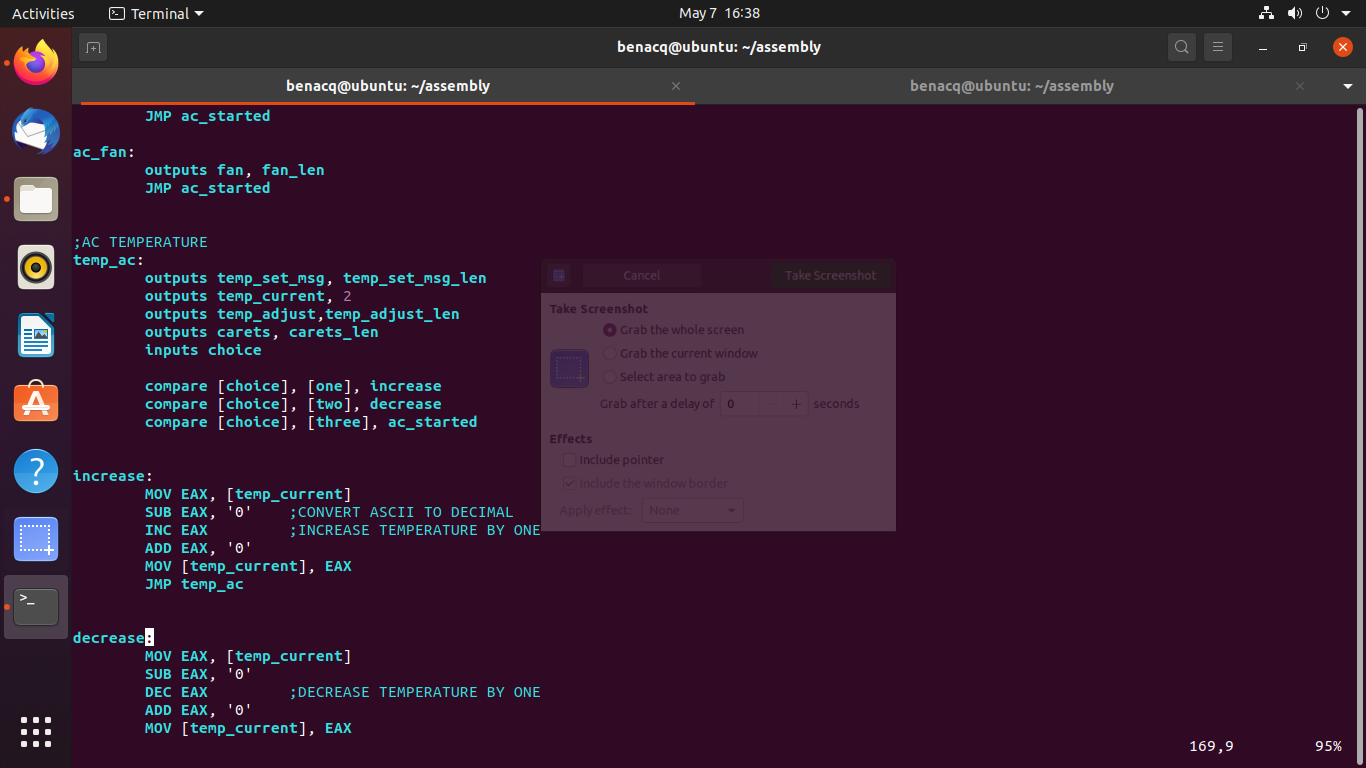 Activities
Terminal
May 7 16:38
benacq@ubuntu: ~/assembly
benacq@ubuntu: ~/assembly
benacq@ubuntu: ~/assembly
        JMP ac_started
ac_fan:
        outputs fan, fan_len
        JMP ac_started
;AC TEMPERATURE
temp_ac:
        outputs temp_set_msg, temp_set_msg_len
        outputs temp_current, 2
        outputs temp_adjust,temp_adjust_len
        outputs carets, carets_len
        inputs choice
        compare [choice], [one], increase
        compare [choice], [two], decrease
        compare [choice], [three], ac_started
increase:
        MOV EAX, [temp_current]
        SUB EAX, '0'    ;CONVERT ASCII TO DECIMAL
        INC EAX         ;INCREASE TEMPERATURE BY ONE
        ADD EAX, '0'
        MOV [temp_current], EAX
        JMP temp_ac
decrease:
        MOV EAX, [temp_current]
        SUB EAX, '0'
        DEC EAX         ;DECREASE TEMPERATURE BY ONE
        ADD EAX, '0'
        MOV [temp_current], EAX
169,9
95%
Cancel
Take Screenshot
Take Screenshot
Grab the whole screen
Grab the current window
Select area to grab
Grab after a delay of 0 - + seconds
Effects
Include pointer
Include the window border
Apply effect: None